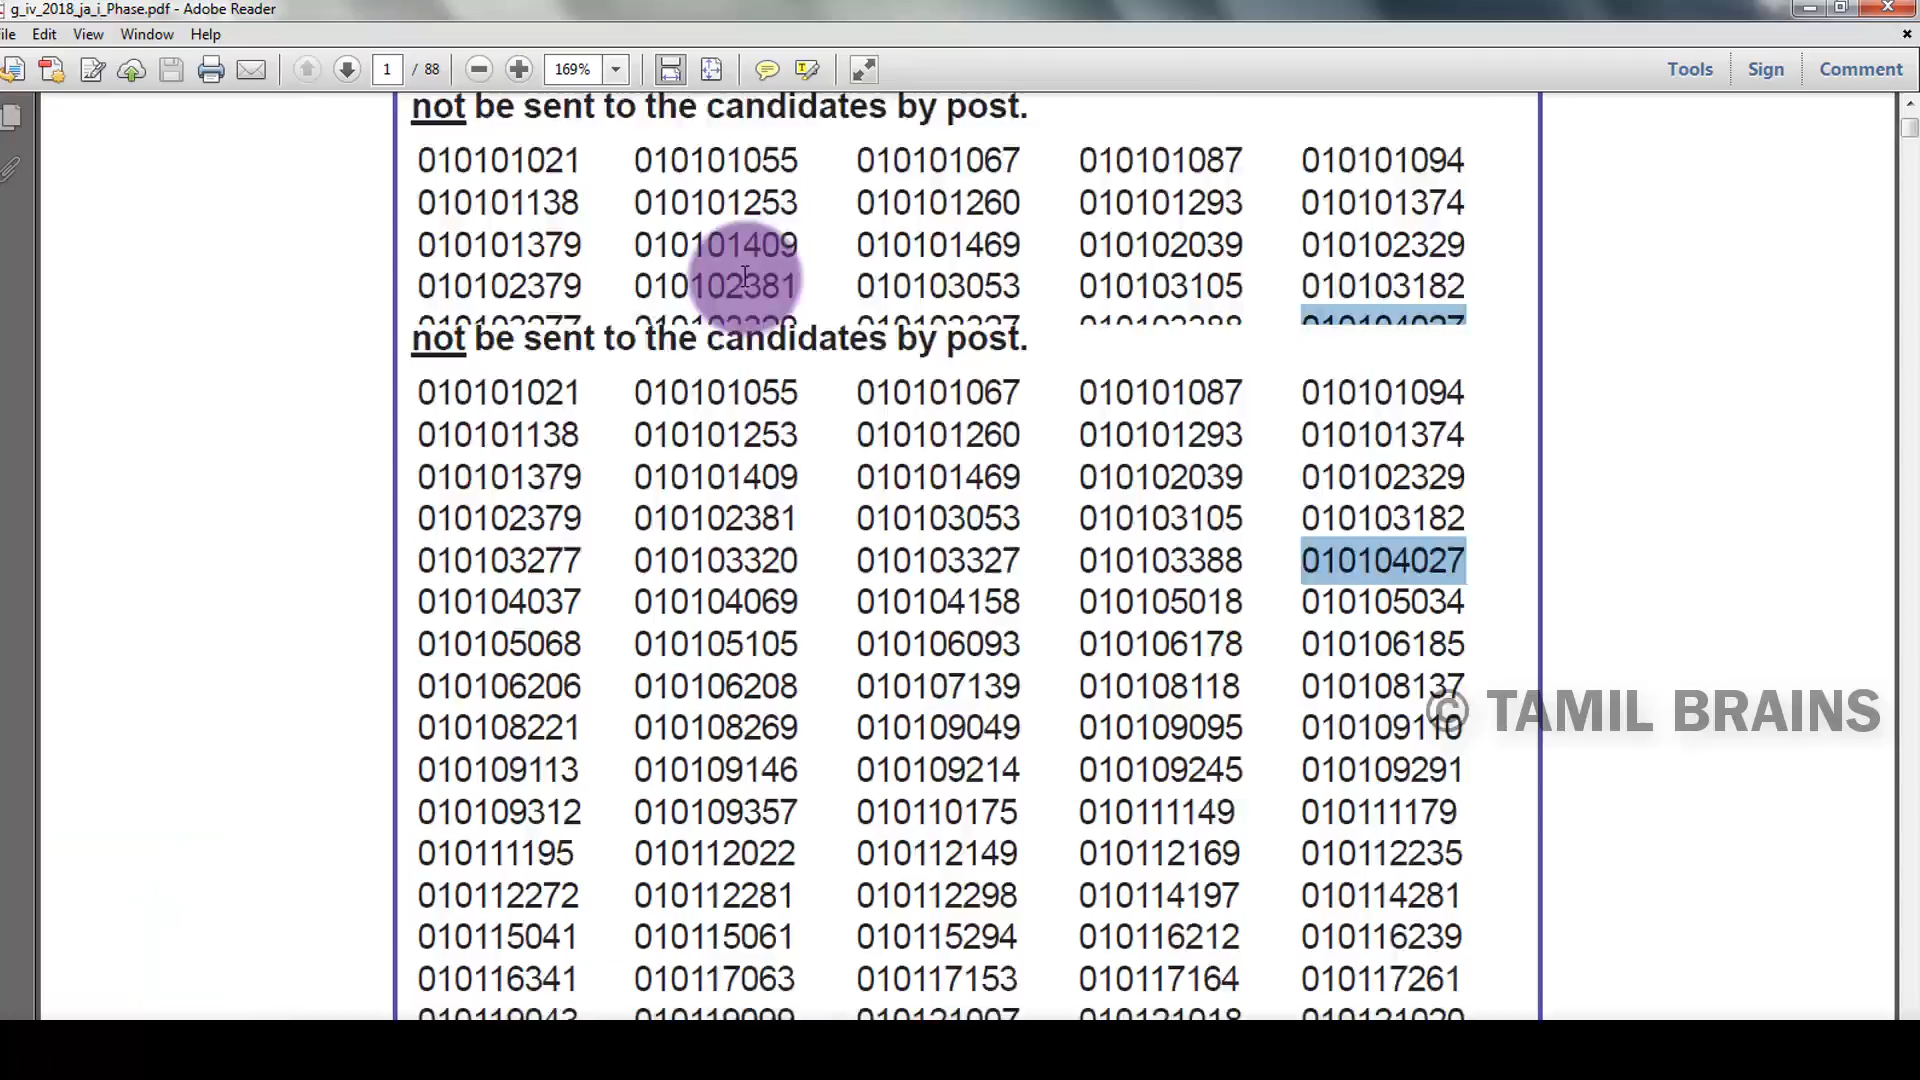 g_iv_2018_ja_i_Phase.pdf - Adobe Reader
Edit View Window Help
1 / 88 169% Tools Sign Comment
not be sent to the candidates by post.
010101021 010101055 010101067 010101087 010101094
010101138 010101253 010101260 010101293 010101374
010101379 010101409 010101469 010102039 010102329
010102379 010102381 010103053 010103105 010103182
not be sent to the candidates by post.
010101021 010101055 010101067 010101087 010101094
010101138 010101253 010101260 010101293 010101374
010101379 010101409 010101469 010102039 010102329
010102379 010102381 010103053 010103105 010103182
010103277 010103320 010103327 010103388 010104027
010104037 010104069 010104158 010105018 010105034
010105068 010105105 010106093 010106178 010106185
010106206 010106208 010107139 010108118 010108137
© TAMIL BRAINS
010108221 010108269 010109049 010109095 010109110
010109113 010109146 010109214 010109245 010109291
010109312 010109357 010110175 010111149 010111179
010111195 010112022 010112149 010112169 010112235
010112272 010112281 010112298 010114197 010114281
010115041 010115061 010115294 010116212 010116239
010116341 010117063 010117153 010117164 010117261